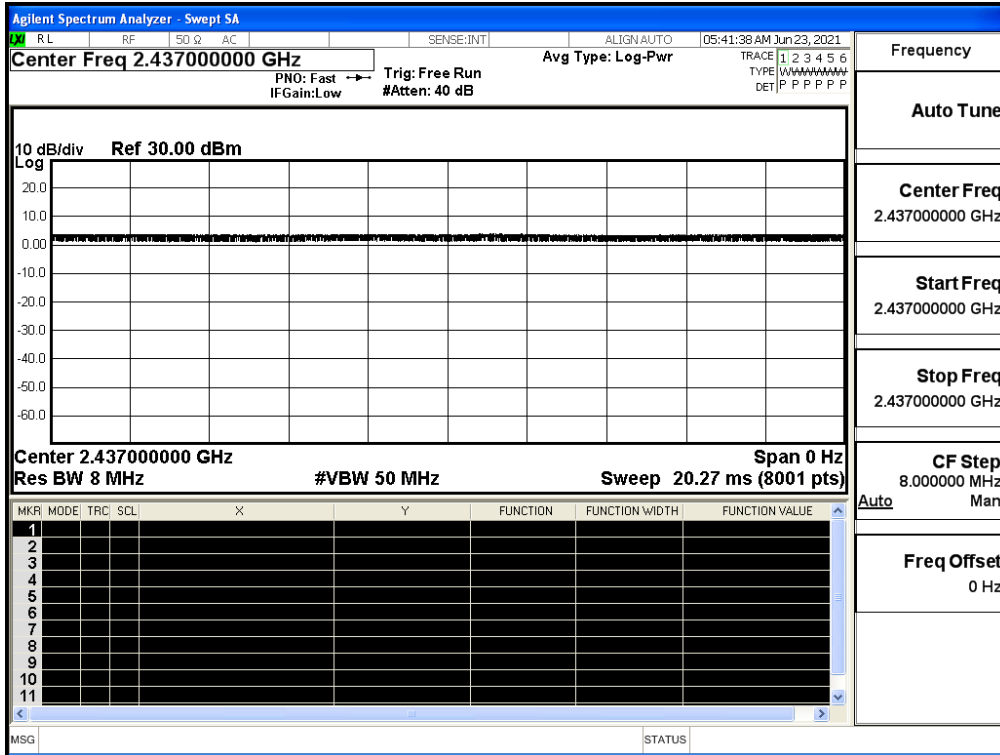 Agilent Spectrum Analyzer - Swept SA
LXI RL RF 50 Ω AC SENSE:INT ALIGN AUTO 05:41:38 AM Jun 23, 2021
Center Freq 2.437000000 GHz
PNO: Fast
IFGain:Low
Trig: Free Run
#Atten: 40 dB
Avg Type: Log-Pwr
TRACE 1 2 3 4 5 6
TYPE WWWWWW
DET P P P P P P
10 dB/div Ref 30.00 dBm
Log
20.0
10.0
0.00
-10.0
-20.0
-30.0
-40.0
-50.0
-60.0
Center 2.437000000 GHz Span 0 Hz
Res BW 8 MHz #VBW 50 MHz Sweep 20.27 ms (8001 pts)
MKR MODE TRC SCL X Y FUNCTION FUNCTION WIDTH FUNCTION VALUE
1
2
3
4
5
6
7
8
9
10
11
MSG STATUS
Frequency
Auto Tune
Center Freq
2.437000000 GHz
Start Freq
2.437000000 GHz
Stop Freq
2.437000000 GHz
CF Step
8.000000 MHz
Auto Man
Freq Offset
0 Hz